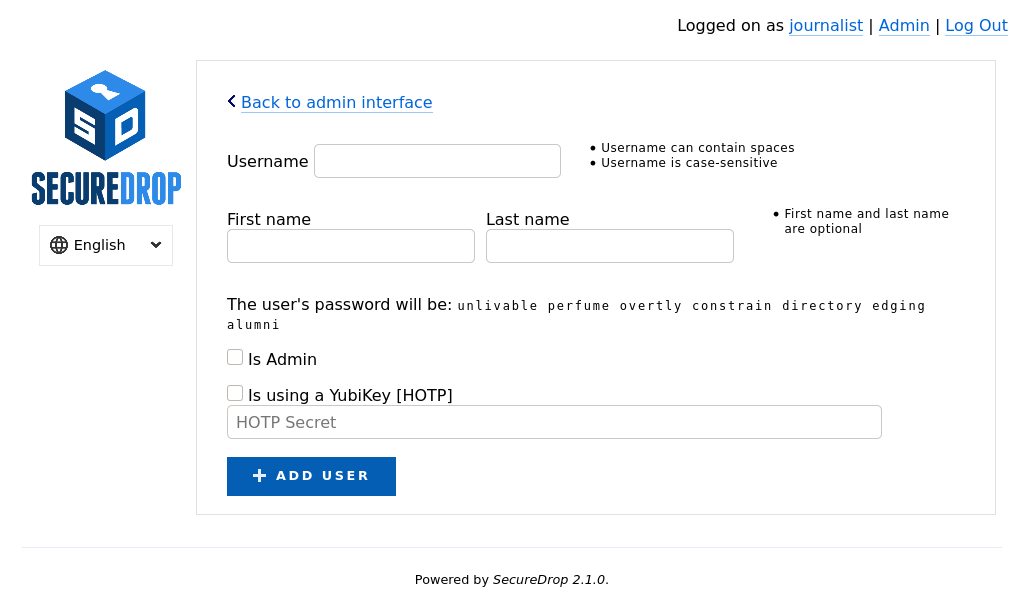 Logged on as journalist | Admin | Log Out
SD
SECUREDROP
English
Back to admin interface
Username
• Username can contain spaces
• Username is case-sensitive
First name
Last name
• First name and last name
are optional
The user's password will be: unlivable perfume overtly constrain directory edging
alumni
Is Admin
Is using a YubiKey [HOTP]
HOTP Secret
ADD USER
Powered by SecureDrop 2.1.0.